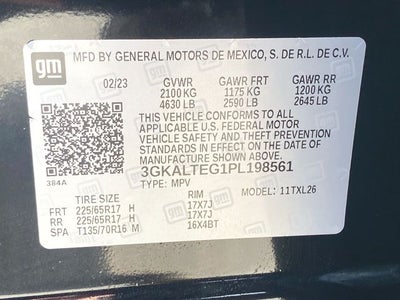 gm
MFD BY GENERAL MOTORS DE MEXICO, S. DE R.L. DE C.V.
02/23 GVWR GAWR FRT GAWR RR
2100 KG 1175 KG 1200 KG
4630 LB 2590 LB 2645 LB
THIS VEHICLE CONFORMS TO ALL
APPLICABLE U.S. FEDERAL MOTOR
VEHICLE SAFETY AND THEFT PREVENTION
STANDARDS IN EFFECT ON THE DATE OF
MANUFACTURE SHOWN ABOVE.
3GKALTEG1PL198561
384A TYPE: MPV 11TXL26
TIRE SIZE RIM
FRT 225/65R17 H 17X7J
RR 225/65R17 H 17X7J
SPA T135/70R16 M 16X4BT